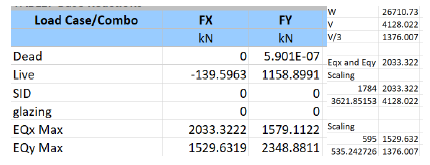 Load Case/Combo FX FY
kN kN
Dead 0 5.901E-07
Live -139.5963 1158.8991
SID 0 0
glazing 0 0
EQx Max 2033.3222 1579.1122
EQy Max 1529.6319 2348.8811
W 26710.73
V 4128.022
V/3 1376.007
Eqx and Eqy 2033.322
Scaling
1784 2033.322
3621.85153 4128.022
Scaling
595 1529.632
535.242726 1376.007